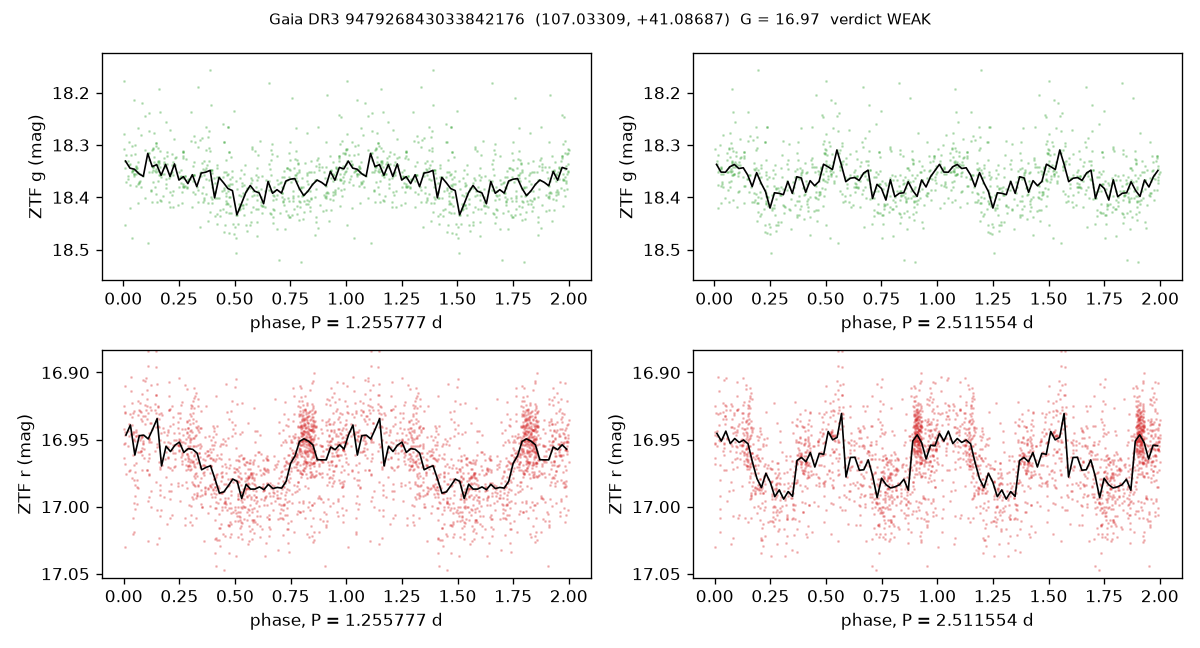 Gaia DR3 947926843033842176 (107.03309, +41.08687) G = 16.97 verdict WEAK
ZTF g (mag)
18.2
18.3
18.4
18.5
0.00 0.25 0.50 0.75 1.00 1.25 1.50 1.75 2.00
phase, P = 1.255777 d
ZTF g (mag)
18.2
18.3
18.4
18.5
0.00 0.25 0.50 0.75 1.00 1.25 1.50 1.75 2.00
phase, P = 2.511554 d
ZTF r (mag)
16.90
16.95
17.00
17.05
0.00 0.25 0.50 0.75 1.00 1.25 1.50 1.75 2.00
phase, P = 1.255777 d
ZTF r (mag)
16.90
16.95
17.00
17.05
0.00 0.25 0.50 0.75 1.00 1.25 1.50 1.75 2.00
phase, P = 2.511554 d